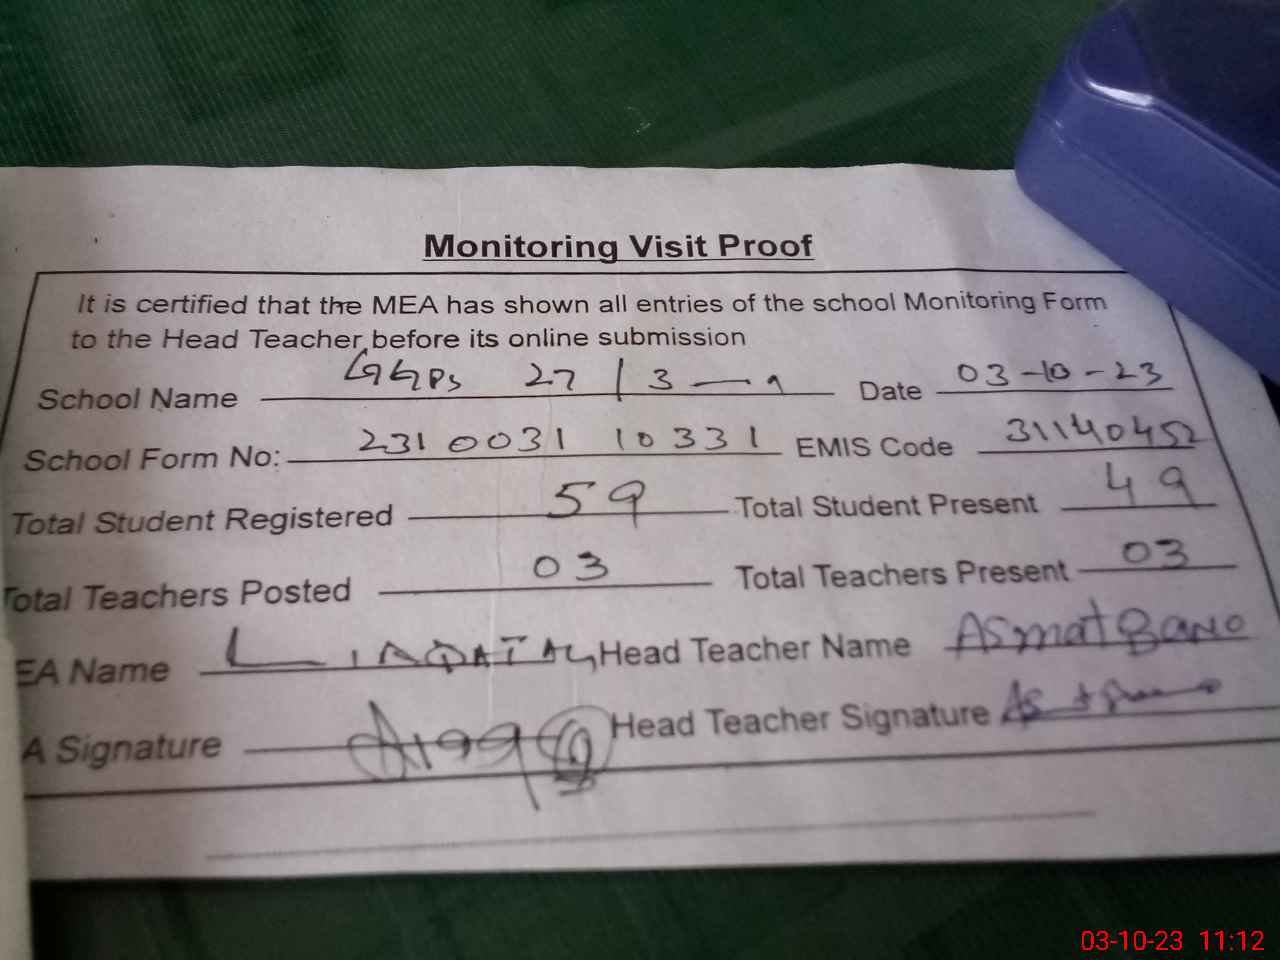 Monitoring Visit Proof
It is certified that the MEA has shown all entries of the school Monitoring Form
to the Head Teacher before its online submission
School Name GGPS 27 / 3 — 9 Date 03-10-23
School Form No: 2310031 10331 EMIS Code 31140452
Total Student Registered 59 Total Student Present 49
Total Teachers Posted 03 Total Teachers Present 03
EA Name LIAQAT Head Teacher Name Asmat Bano
A Signature Head Teacher Signature
03-10-23 11:12